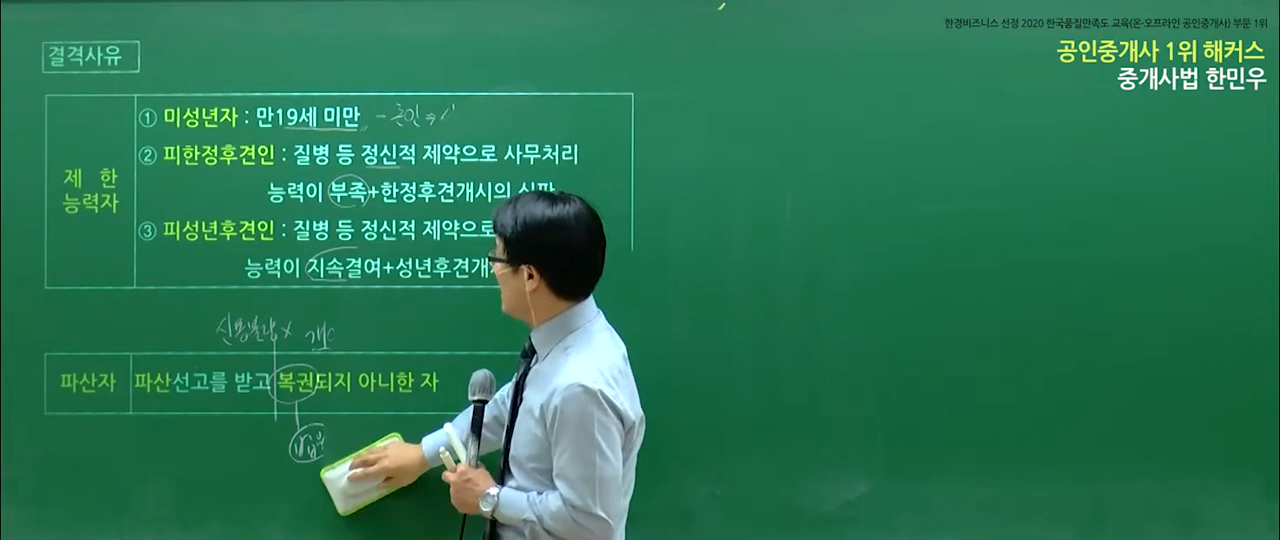 한경비즈니스 선정 2020 한국품질만족도 교육(온·오프라인 공인중개사) 부문 1위
공인중개사 1위 해커스
중개사법 한민우
결격사유
제 한
능력자
① 미성년자 : 만19세 미만 - 혼인⇒
② 피한정후견인 : 질병 등 정신적 제약으로 사무처리
능력이 부족+한정후견개시의 심판
③ 피성년후견인 : 질병 등 정신적 제약으로
능력이 지속결여+성년후견개
신용불량×
파산자
파산선고를 받고 복권되지 아니한 자